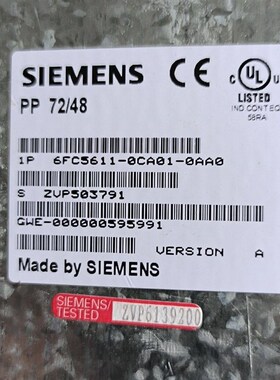 SIEMENS CE UL
PP 72/48
LISTED
IND CONT EQ
58RA
1P 6FC5611-0CA01-0AA0
S ZVP503791
GWE-000000595991
VERSION A
Made by SIEMENS
SIEMENS/
TESTED ZVP6139200